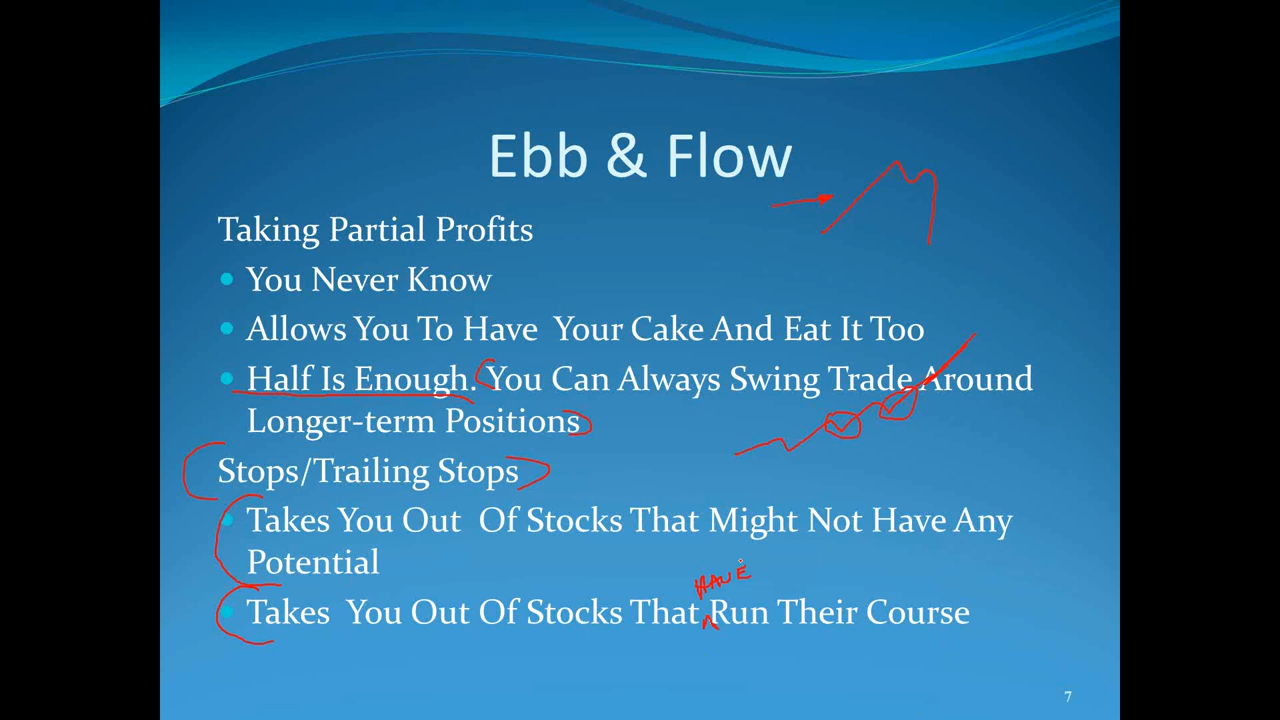 Ebb & Flow
Taking Partial Profits
You Never Know
Allows You To Have Your Cake And Eat It Too
Half Is Enough. You Can Always Swing Trade Around
Longer-term Positions
Stops/Trailing Stops
Takes You Out Of Stocks That Might Not Have Any
Potential
HAVE
Takes You Out Of Stocks That Run Their Course
7